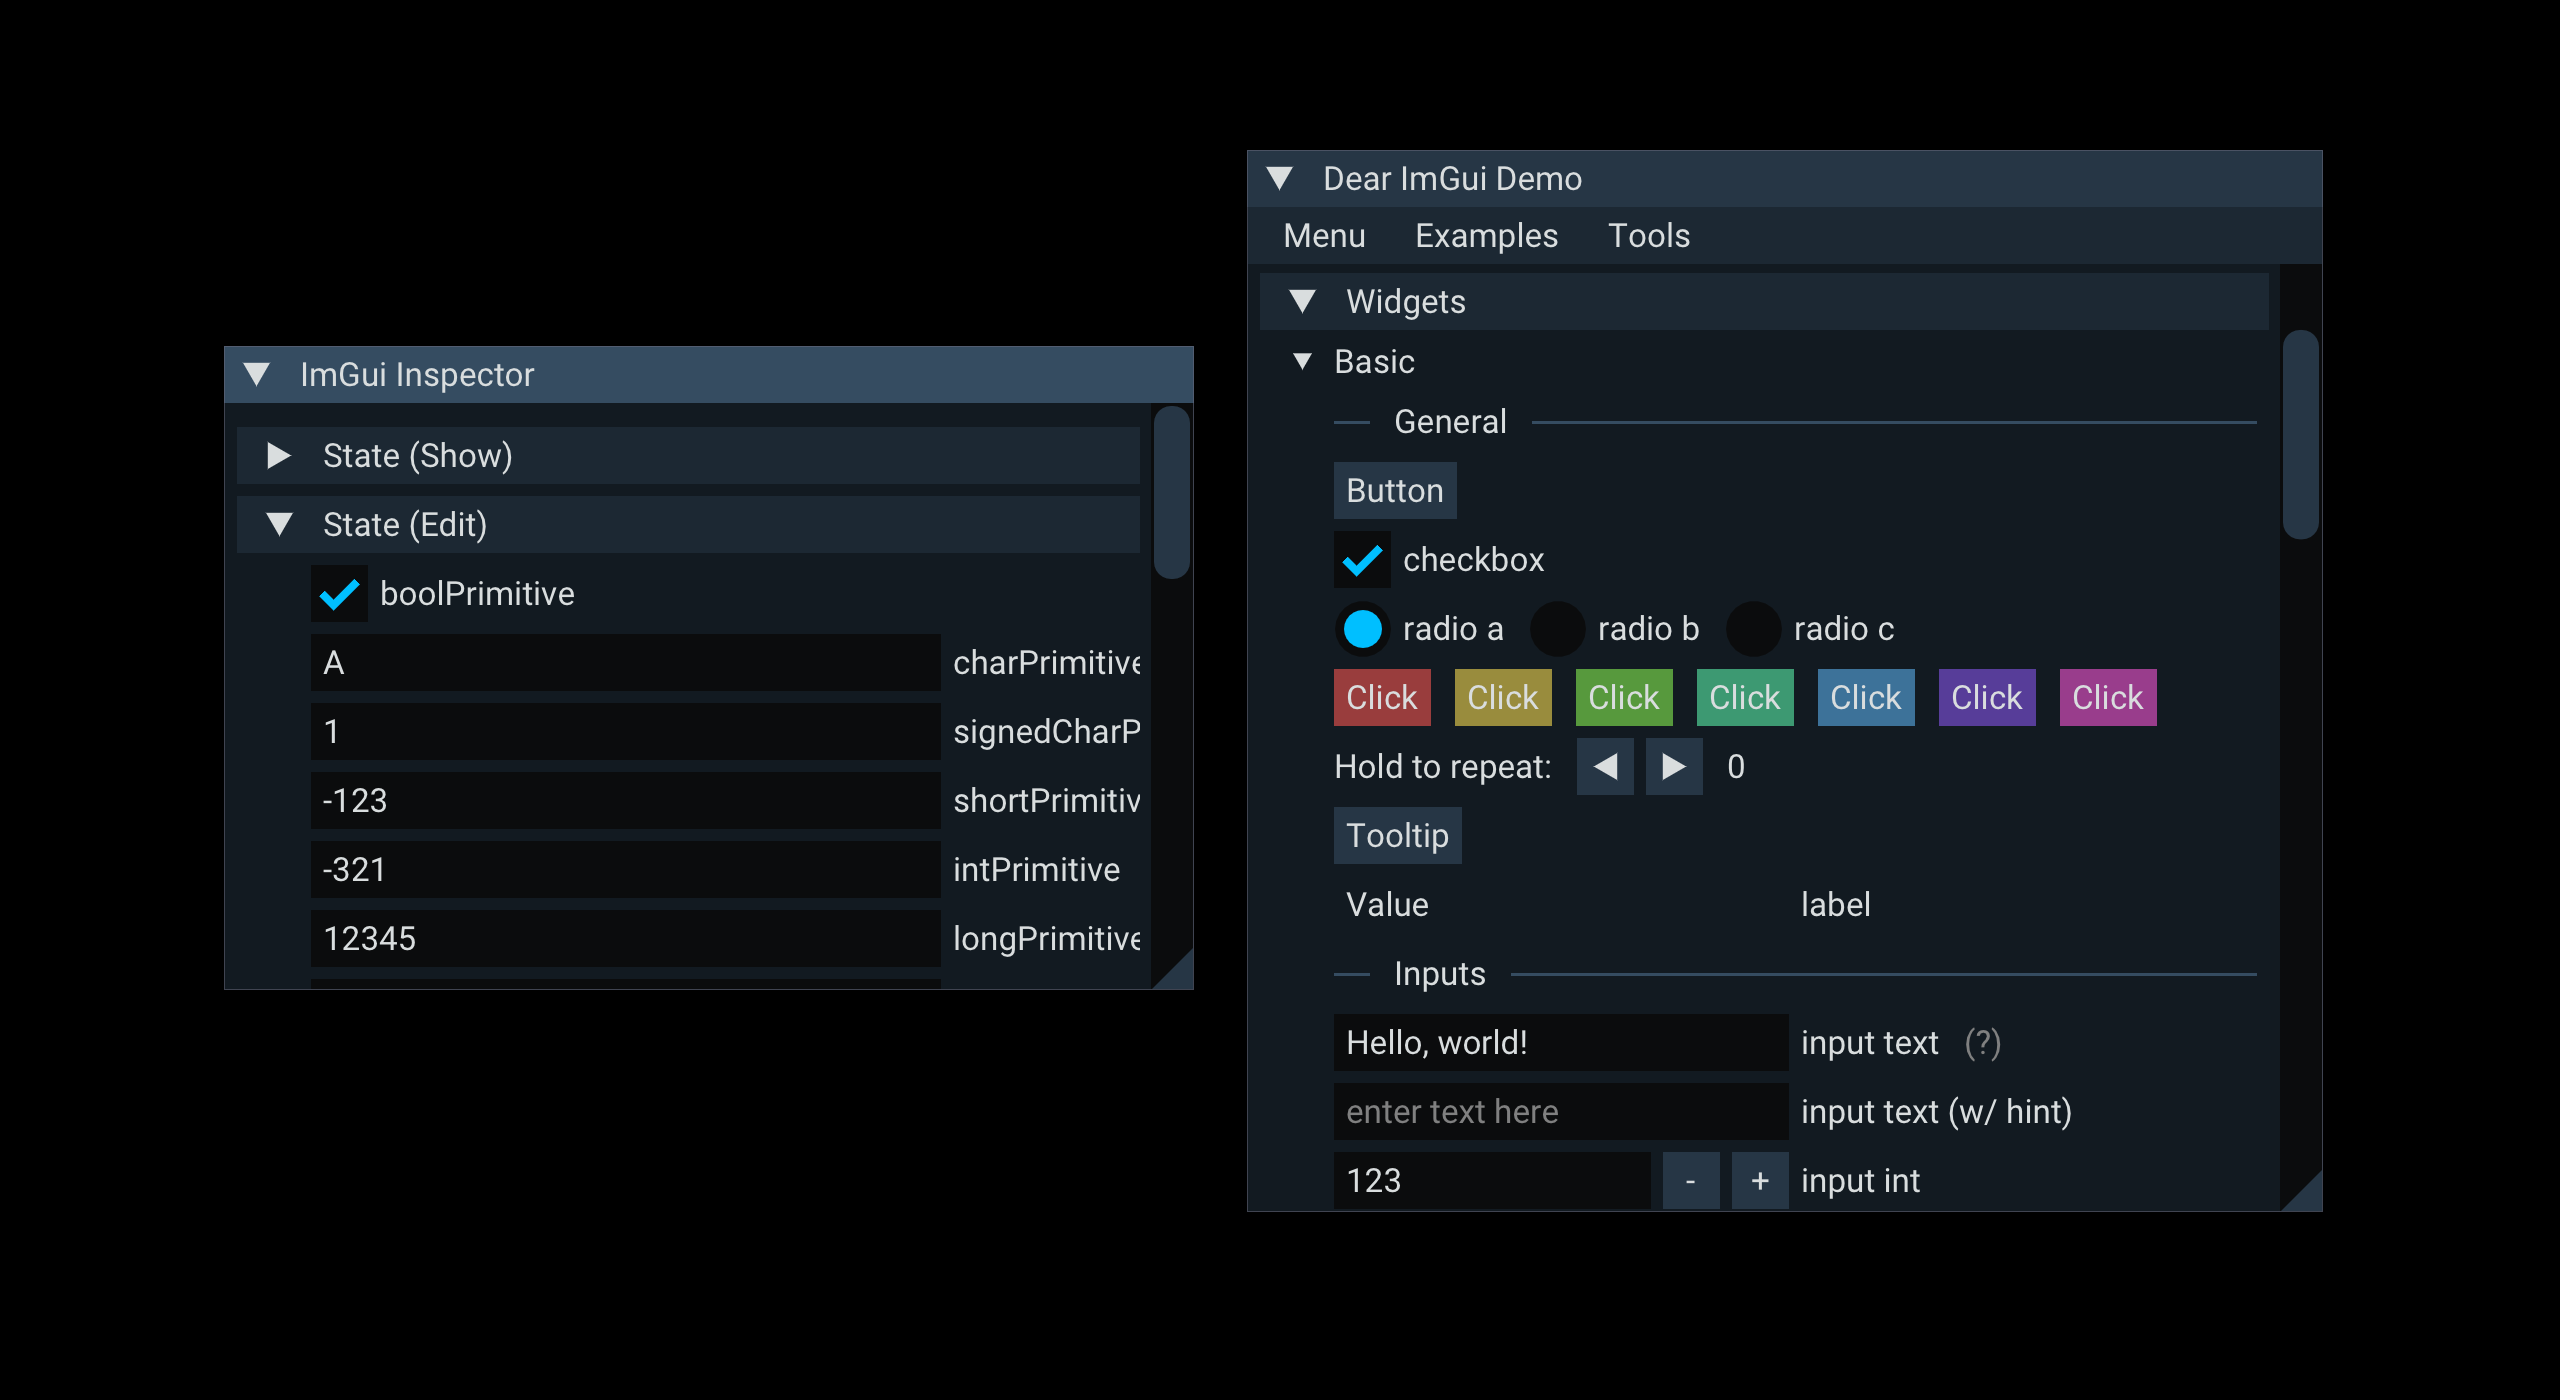 ImGui Inspector
State (Show)
State (Edit)
boolPrimitive
A charPrimitive
1 signedCharP
-123 shortPrimitiv
-321 intPrimitive
12345 longPrimitive
Dear ImGui Demo
Menu Examples Tools
Widgets
Basic
General
Button
checkbox
radio a radio b radio c
Click Click Click Click Click Click Click
Hold to repeat: 0
Tooltip
Value label
Inputs
Hello, world! input text (?)
enter text here input text (w/ hint)
123 - + input int